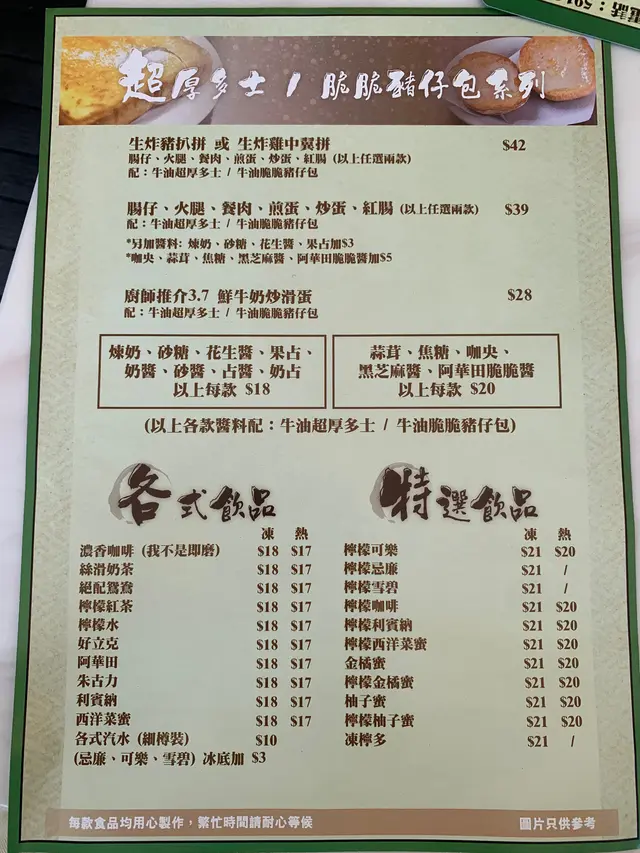 電話：591
超厚多士 / 脆脆豬仔包系列
生炸豬扒拼 或 生炸雞中翼拼 $42
腸仔、火腿、餐肉、煎蛋、炒蛋、紅腸 (以上任選兩款)
配：牛油超厚多士 / 牛油脆脆豬仔包
腸仔、火腿、餐肉、煎蛋、炒蛋、紅腸 (以上任選兩款) $39
配：牛油超厚多士 / 牛油脆脆豬仔包
*另加醬料: 煉奶、砂糖、花生醬、果占加$3
*咖央、蒜茸、焦糖、黑芝麻醬、阿華田脆脆醬加$5
廚師推介3.7 鮮牛奶炒滑蛋 $28
配：牛油超厚多士 / 牛油脆脆豬仔包
煉奶、砂糖、花生醬、果占、
奶醬、砂醬、占醬、奶占
以上每款 $18
蒜茸、焦糖、咖央、
黑芝麻醬、阿華田脆脆醬
以上每款 $20
(以上各款醬料配：牛油超厚多士 / 牛油脆脆豬仔包)
各式飲品
凍 熱
濃香咖啡 (我不是即磨) $18 $17
絲滑奶茶 $18 $17
絕配鴛鴦 $18 $17
檸檬紅茶 $18 $17
檸檬水 $18 $17
好立克 $18 $17
阿華田 $18 $17
朱古力 $18 $17
利賓納 $18 $17
西洋菜蜜 $18 $17
各式汽水 (細樽裝) $10
(忌廉、可樂、雪碧) 冰底加 $3
特選飲品
凍 熱
檸檬可樂 $21 $20
檸檬忌廉 $21 /
檸檬雪碧 $21 /
檸檬咖啡 $21 $20
檸檬利賓納 $21 $20
檸檬西洋菜蜜 $21 $20
金橘蜜 $21 $20
檸檬金橘蜜 $21 $20
柚子蜜 $21 $20
檸檬柚子蜜 $21 $20
凍檸多 $21 /
每款食品均用心製作，繁忙時間請耐心等候
圖片只供參考